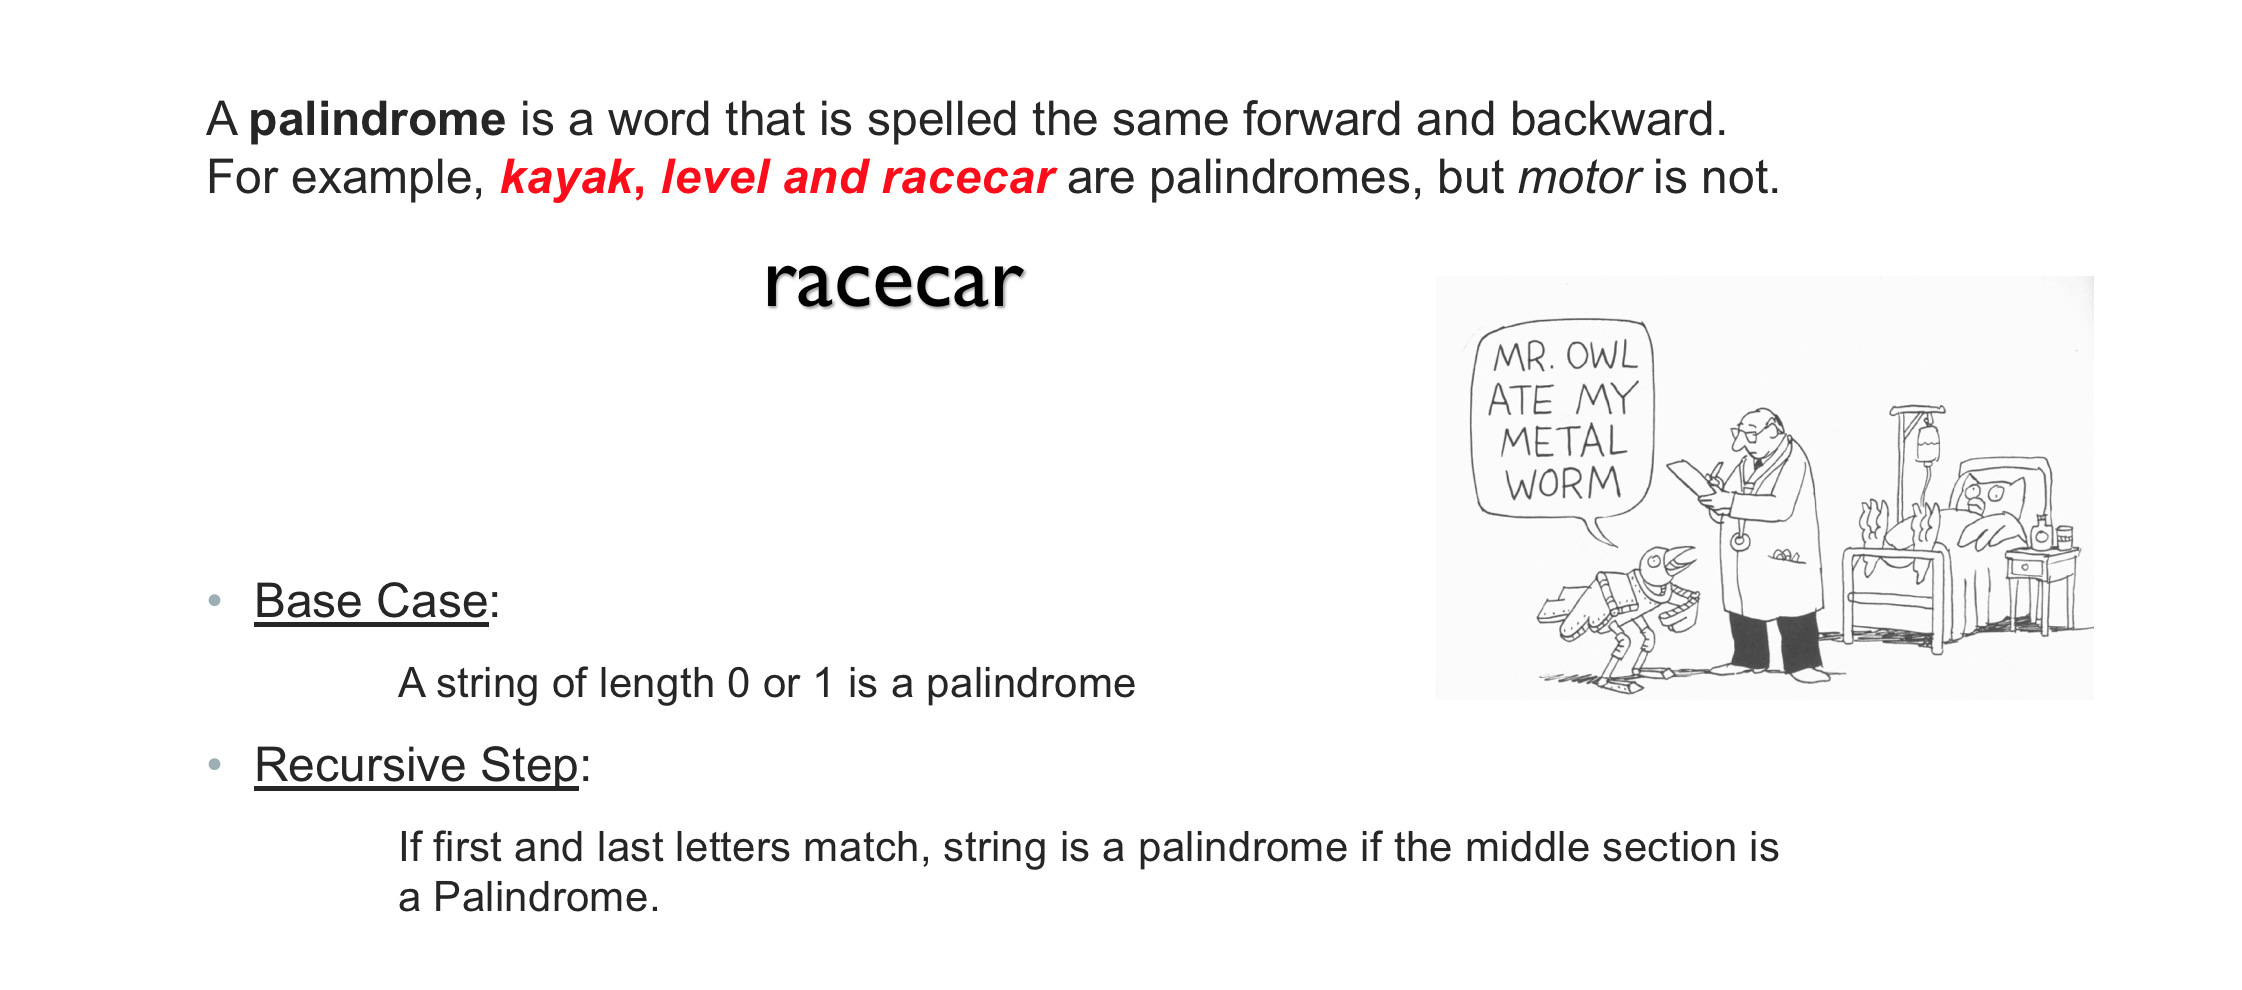 A palindrome is a word that is spelled the same forward and backward.
For example, kayak, level and racecar are palindromes, but motor is not.
racecar
MR. OWL
ATE MY
METAL
WORM
• Base Case:
A string of length 0 or 1 is a palindrome
• Recursive Step:
If first and last letters match, string is a palindrome if the middle section is
a Palindrome.